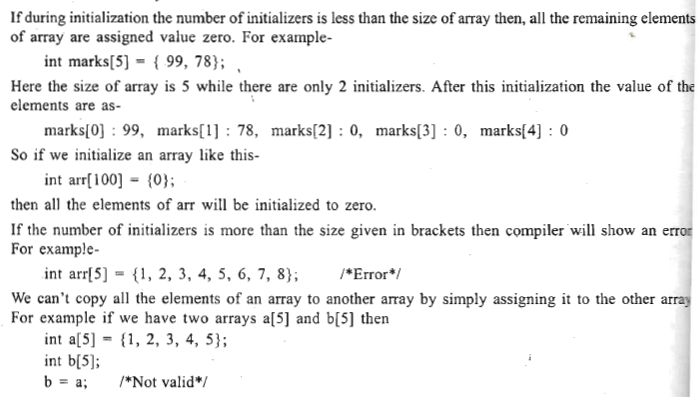 If during initialization the number of initializers is less than the size of array then, all the remaining elements
of array are assigned value zero. For example-
int marks[5] = { 99, 78};
Here the size of array is 5 while there are only 2 initializers. After this initialization the value of the
elements are as-
marks[0] : 99, marks[1] : 78, marks[2] : 0, marks[3] : 0, marks[4] : 0
So if we initialize an array like this-
int arr[100] = {0};
then all the elements of arr will be initialized to zero.
If the number of initializers is more than the size given in brackets then compiler will show an error
For example-
int arr[5] = {1, 2, 3, 4, 5, 6, 7, 8}; /*Error*/
We can't copy all the elements of an array to another array by simply assigning it to the other array
For example if we have two arrays a[5] and b[5] then
int a[5] = {1, 2, 3, 4, 5};
int b[5];
b = a; /*Not valid*/